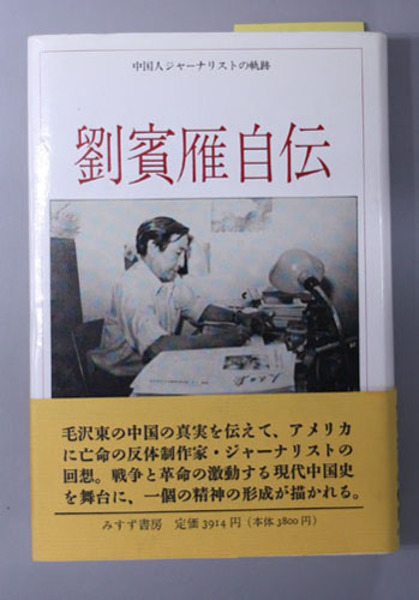 中国人ジャーナリストの軌跡
劉賓雁自伝
毛沢東の中国の真実を伝えて、アメリカ
に亡命の反体制作家・ジャーナリストの
回想。戦争と革命の激動する現代中国史
を舞台に、一個の精神の形成が描かれる。
みすず書房 定価3914円（本体3800円）